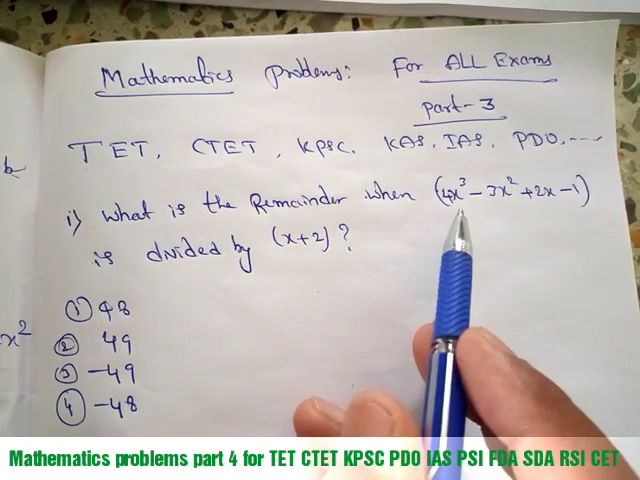 Mathematics problems: For ALL Exams
Part-3
TET, CTET, KPSC. KAS, IAS, PDO,----
i) What is the Remainder when (4x³-3x²+2x-1)
is divided by (x+2)?
① 48
② 49
③ -49
④ -48
x²
Mathematics problems part 4 for TET CTET KPSC PDO IAS PSI FDA SDA RSI CET